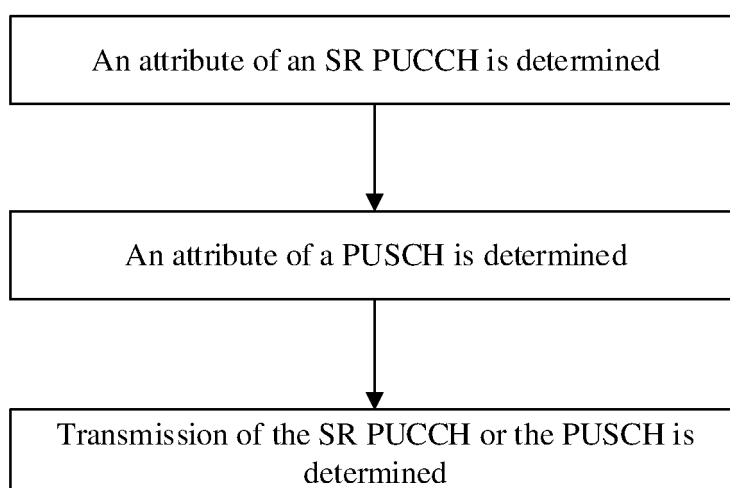 An attribute of an SR PUCCH is determined
An attribute of a PUSCH is determined
Transmission of the SR PUCCH or the PUSCH is
determined